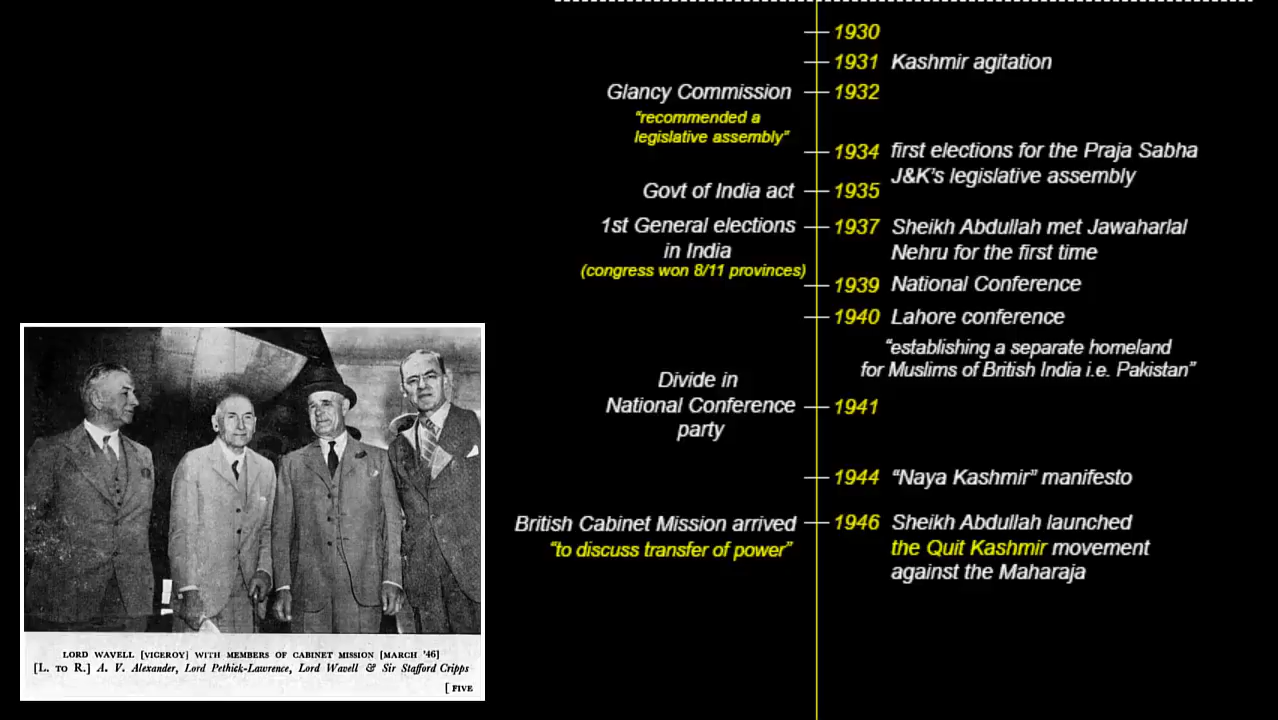 1930
1931 Kashmir agitation
Glancy Commission 1932
“recommended a
legislative assembly”
1934 first elections for the Praja Sabha
J&K's legislative assembly
Govt of India act 1935
1st General elections
in India
(congress won 8/11 provinces)
1937 Sheikh Abdullah met Jawaharlal
Nehru for the first time
1939 National Conference
1940 Lahore conference
“establishing a separate homeland
for Muslims of British India i.e. Pakistan”
Divide in
National Conference
party
1941
1944 “Naya Kashmir” manifesto
British Cabinet Mission arrived
“to discuss transfer of power”
1946 Sheikh Abdullah launched
the Quit Kashmir movement
against the Maharaja
LORD WAVELL [VICEROY] WITH MEMBERS OF CABINET MISSION [MARCH '46]
[L. TO R.] A. V. Alexander, Lord Pethick-Lawrence, Lord Wavell & Sir Stafford Cripps
[ FIVE